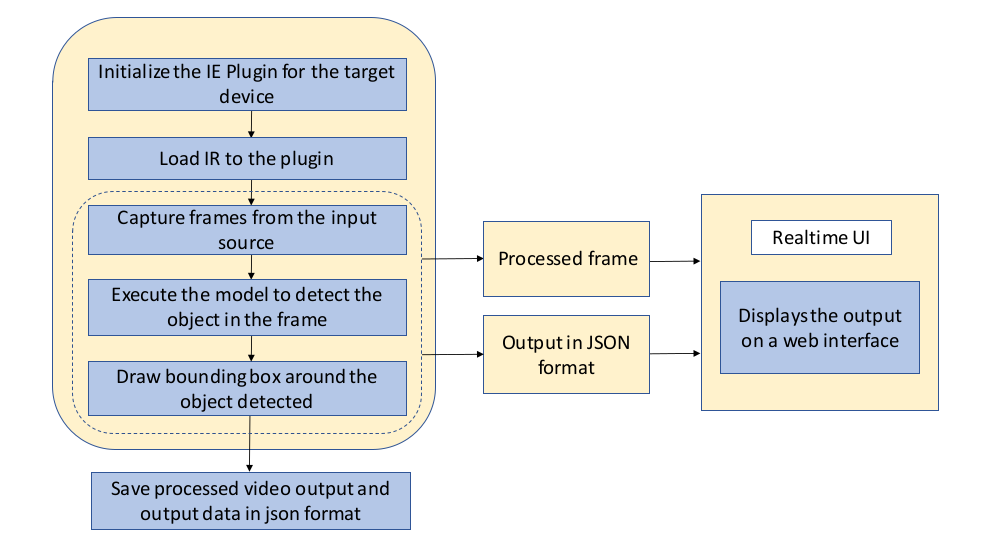 Initialize the IE Plugin for the target
device
Load IR to the plugin
Capture frames from the input
source
Execute the model to detect the
object in the frame
Draw bounding box around the
object detected
Save processed video output and
output data in json format
Processed frame
Output in JSON
format
Realtime UI
Displays the output
on a web interface